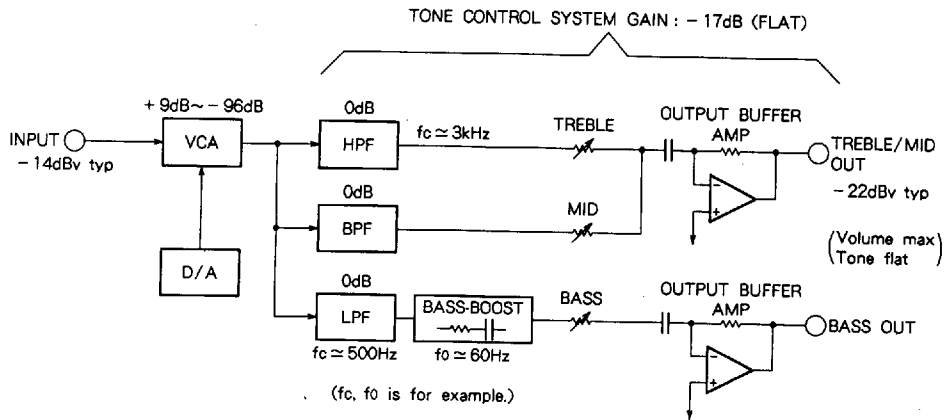 TONE CONTROL SYSTEM GAIN : - 17dB (FLAT)
+ 9dB~ - 96dB
0dB
OUTPUT BUFFER
AMP
INPUT
VCA
HPF
fc ≃ 3kHz
TREBLE
TREBLE/MID
OUT
- 14dBv typ
- 22dBv typ
0dB
MID
BPF
(Volume max
Tone flat)
D/A
0dB
OUTPUT BUFFER
AMP
LPF
BASS-BOOST
BASS
BASS OUT
fc ≃ 500Hz
fo ≃ 60Hz
(fc, fo is for example.)
-
+
-
+